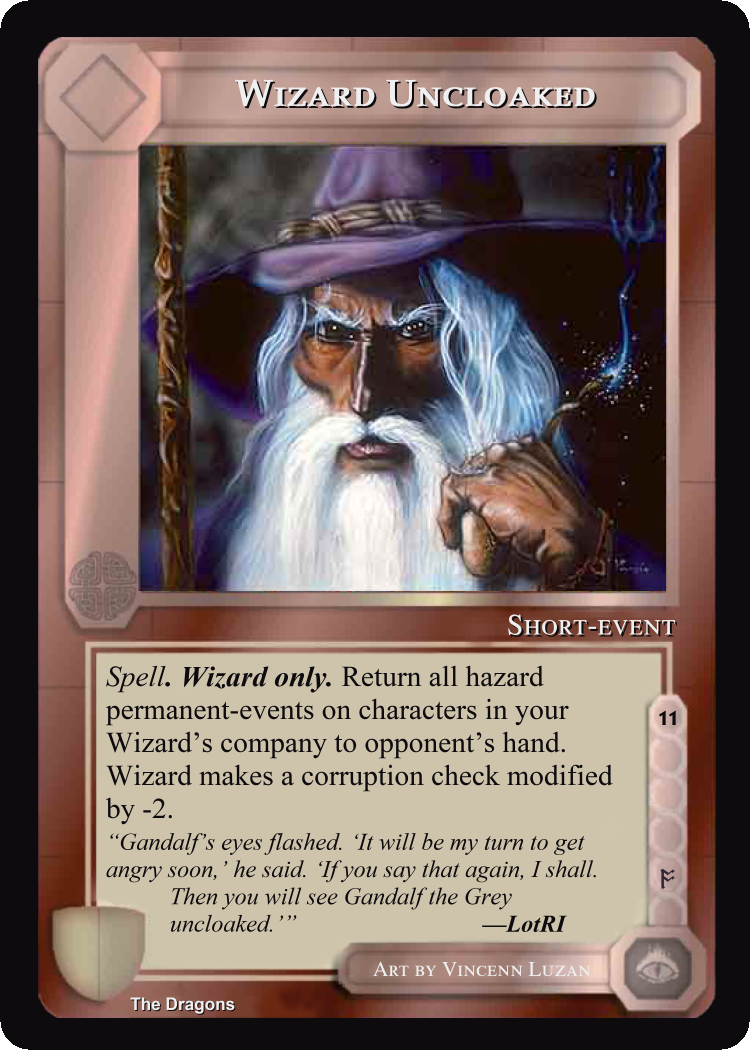 Wizard Uncloaked
Short-event
Spell. Wizard only. Return all hazard
permanent-events on characters in your
Wizard's company to opponent's hand.
Wizard makes a corruption check modified
by -2.
11
“Gandalf's eyes flashed. ‘It will be my turn to get
angry soon,’ he said. ‘If you say that again, I shall.
Then you will see Gandalf the Grey
uncloaked.’” —LotRI
Art by Vincenn Luzan
The Dragons